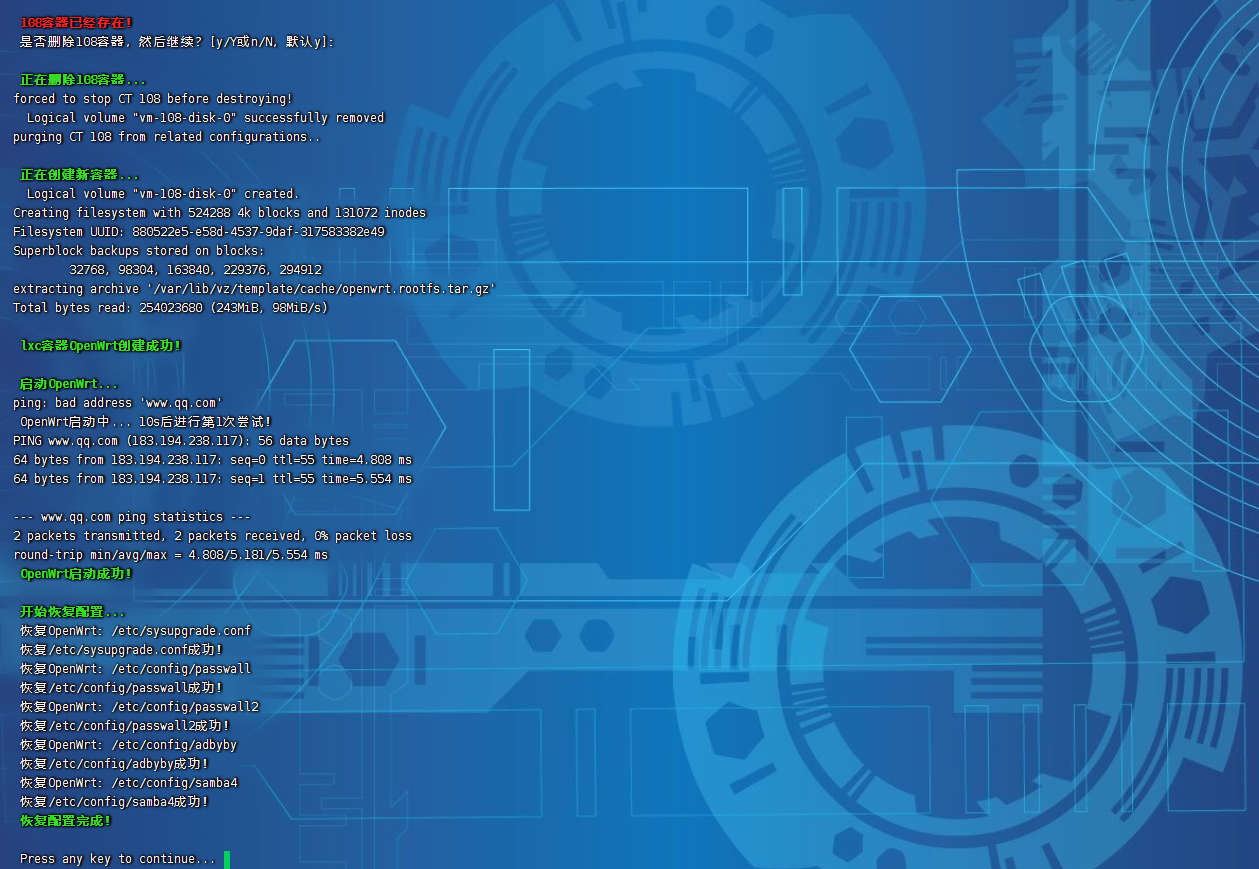 108容器已经存在!
是否删除108容器, 然后继续? [y/Y或n/N, 默认y]:
正在删除108容器...
forced to stop CT 108 before destroying!
Logical volume "vm-108-disk-0" successfully removed
purging CT 108 from related configurations..
正在创建新容器...
Logical volume "vm-108-disk-0" created.
Creating filesystem with 524288 4k blocks and 131072 inodes
Filesystem UUID: 880522e5-e58d-4537-9daf-317583382e49
Superblock backups stored on blocks:
32768, 98304, 163840, 229376, 294912
extracting archive '/var/lib/vz/template/cache/openwrt.rootfs.tar.gz'
Total bytes read: 254023680 (243MiB, 98MiB/s)
lxc容器OpenWrt创建成功!
启动OpenWrt...
ping: bad address 'www.qq.com'
OpenWrt启动中... 10s后进行第1次尝试!
PING www.qq.com (183.194.238.117): 56 data bytes
64 bytes from 183.194.238.117: seq=0 ttl=55 time=4.808 ms
64 bytes from 183.194.238.117: seq=1 ttl=55 time=5.554 ms
--- www.qq.com ping statistics ---
2 packets transmitted, 2 packets received, 0% packet loss
round-trip min/avg/max = 4.808/5.181/5.554 ms
OpenWrt启动成功!
开始恢复配置...
恢复OpenWrt: /etc/sysupgrade.conf
恢复/etc/sysupgrade.conf成功!
恢复OpenWrt: /etc/config/passwall
恢复/etc/config/passwall成功!
恢复OpenWrt: /etc/config/passwall2
恢复/etc/config/passwall2成功!
恢复OpenWrt: /etc/config/adbyby
恢复/etc/config/adbyby成功!
恢复OpenWrt: /etc/config/samba4
恢复/etc/config/samba4成功!
恢复配置完成!
Press any key to continue...